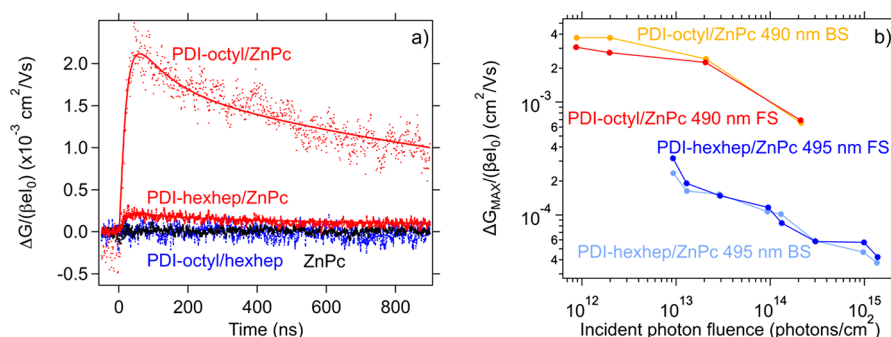 a)
PDI-octyl/ZnPc
PDI-hexhep/ZnPc
PDI-octyl/hexhep
ZnPc
ΔG/(βeI₀) (x10⁻³ cm²/Vs)
2.0
1.5
1.0
0.5
0.0
-0.5
0 200 400 600 800
Time (ns)
b)
PDI-octyl/ZnPc 490 nm BS
PDI-octyl/ZnPc 490 nm FS
PDI-hexhep/ZnPc 495 nm FS
PDI-hexhep/ZnPc 495 nm BS
ΔG_MAX/(βeI₀) (cm²/Vs)
4
2
10⁻³
8
6
4
2
10⁻⁴
8
6
4
10¹² 10¹³ 10¹⁴ 10¹⁵
Incident photon fluence (photons/cm²)